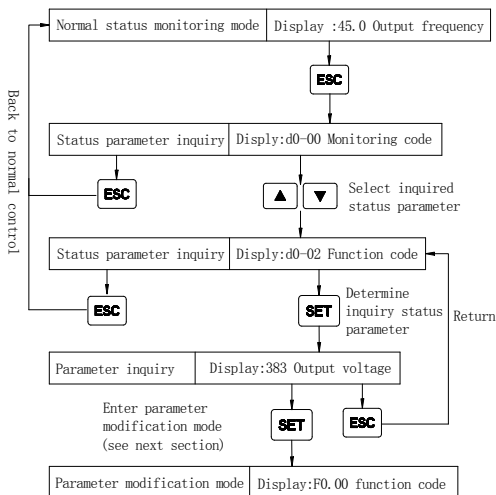 Normal status monitoring mode
Display :45.0 Output frequency
ESC
Status parameter inquiry
Disply:d0-00 Monitoring code
ESC
▲ ▼
Select inquired
status parameter
Status parameter inquiry
Disply:d0-02 Function code
ESC
SET
Determine
inquiry status
parameter
Return
Parameter inquiry
Display:383 Output voltage
Enter parameter
modification mode
(see next section)
SET
ESC
Parameter modification mode
Display:F0.00 function code
Back to normal control